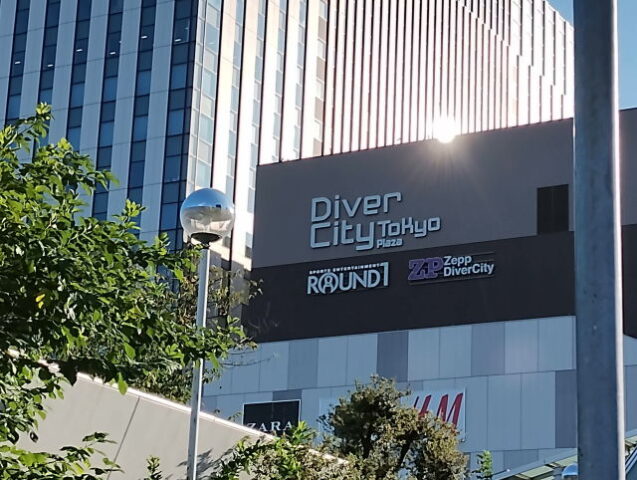 Diver
City Tokyo
Plaza
SPORTS ENTERTAINMENT
ROUND1
ZP Zepp
DiverCity
ZARA
H&M